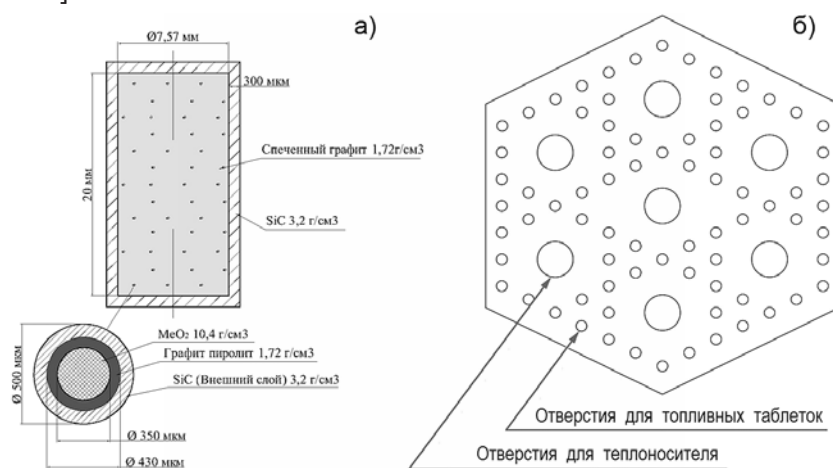 ]
а)
б)
Ø7,57 мм
300 мкм
20 мм
Спеченный графит 1,72г/см3
SiC 3,2 г/см3
MeO₂ 10,4 г/см3
Графит пиролит 1,72 г/см3
SiC (Внешний слой) 3,2 г/см3
Ø 500 мкм
Ø 350 мкм
Ø 430 мкм
Отверстия для топливных таблеток
Отверстия для теплоносителя